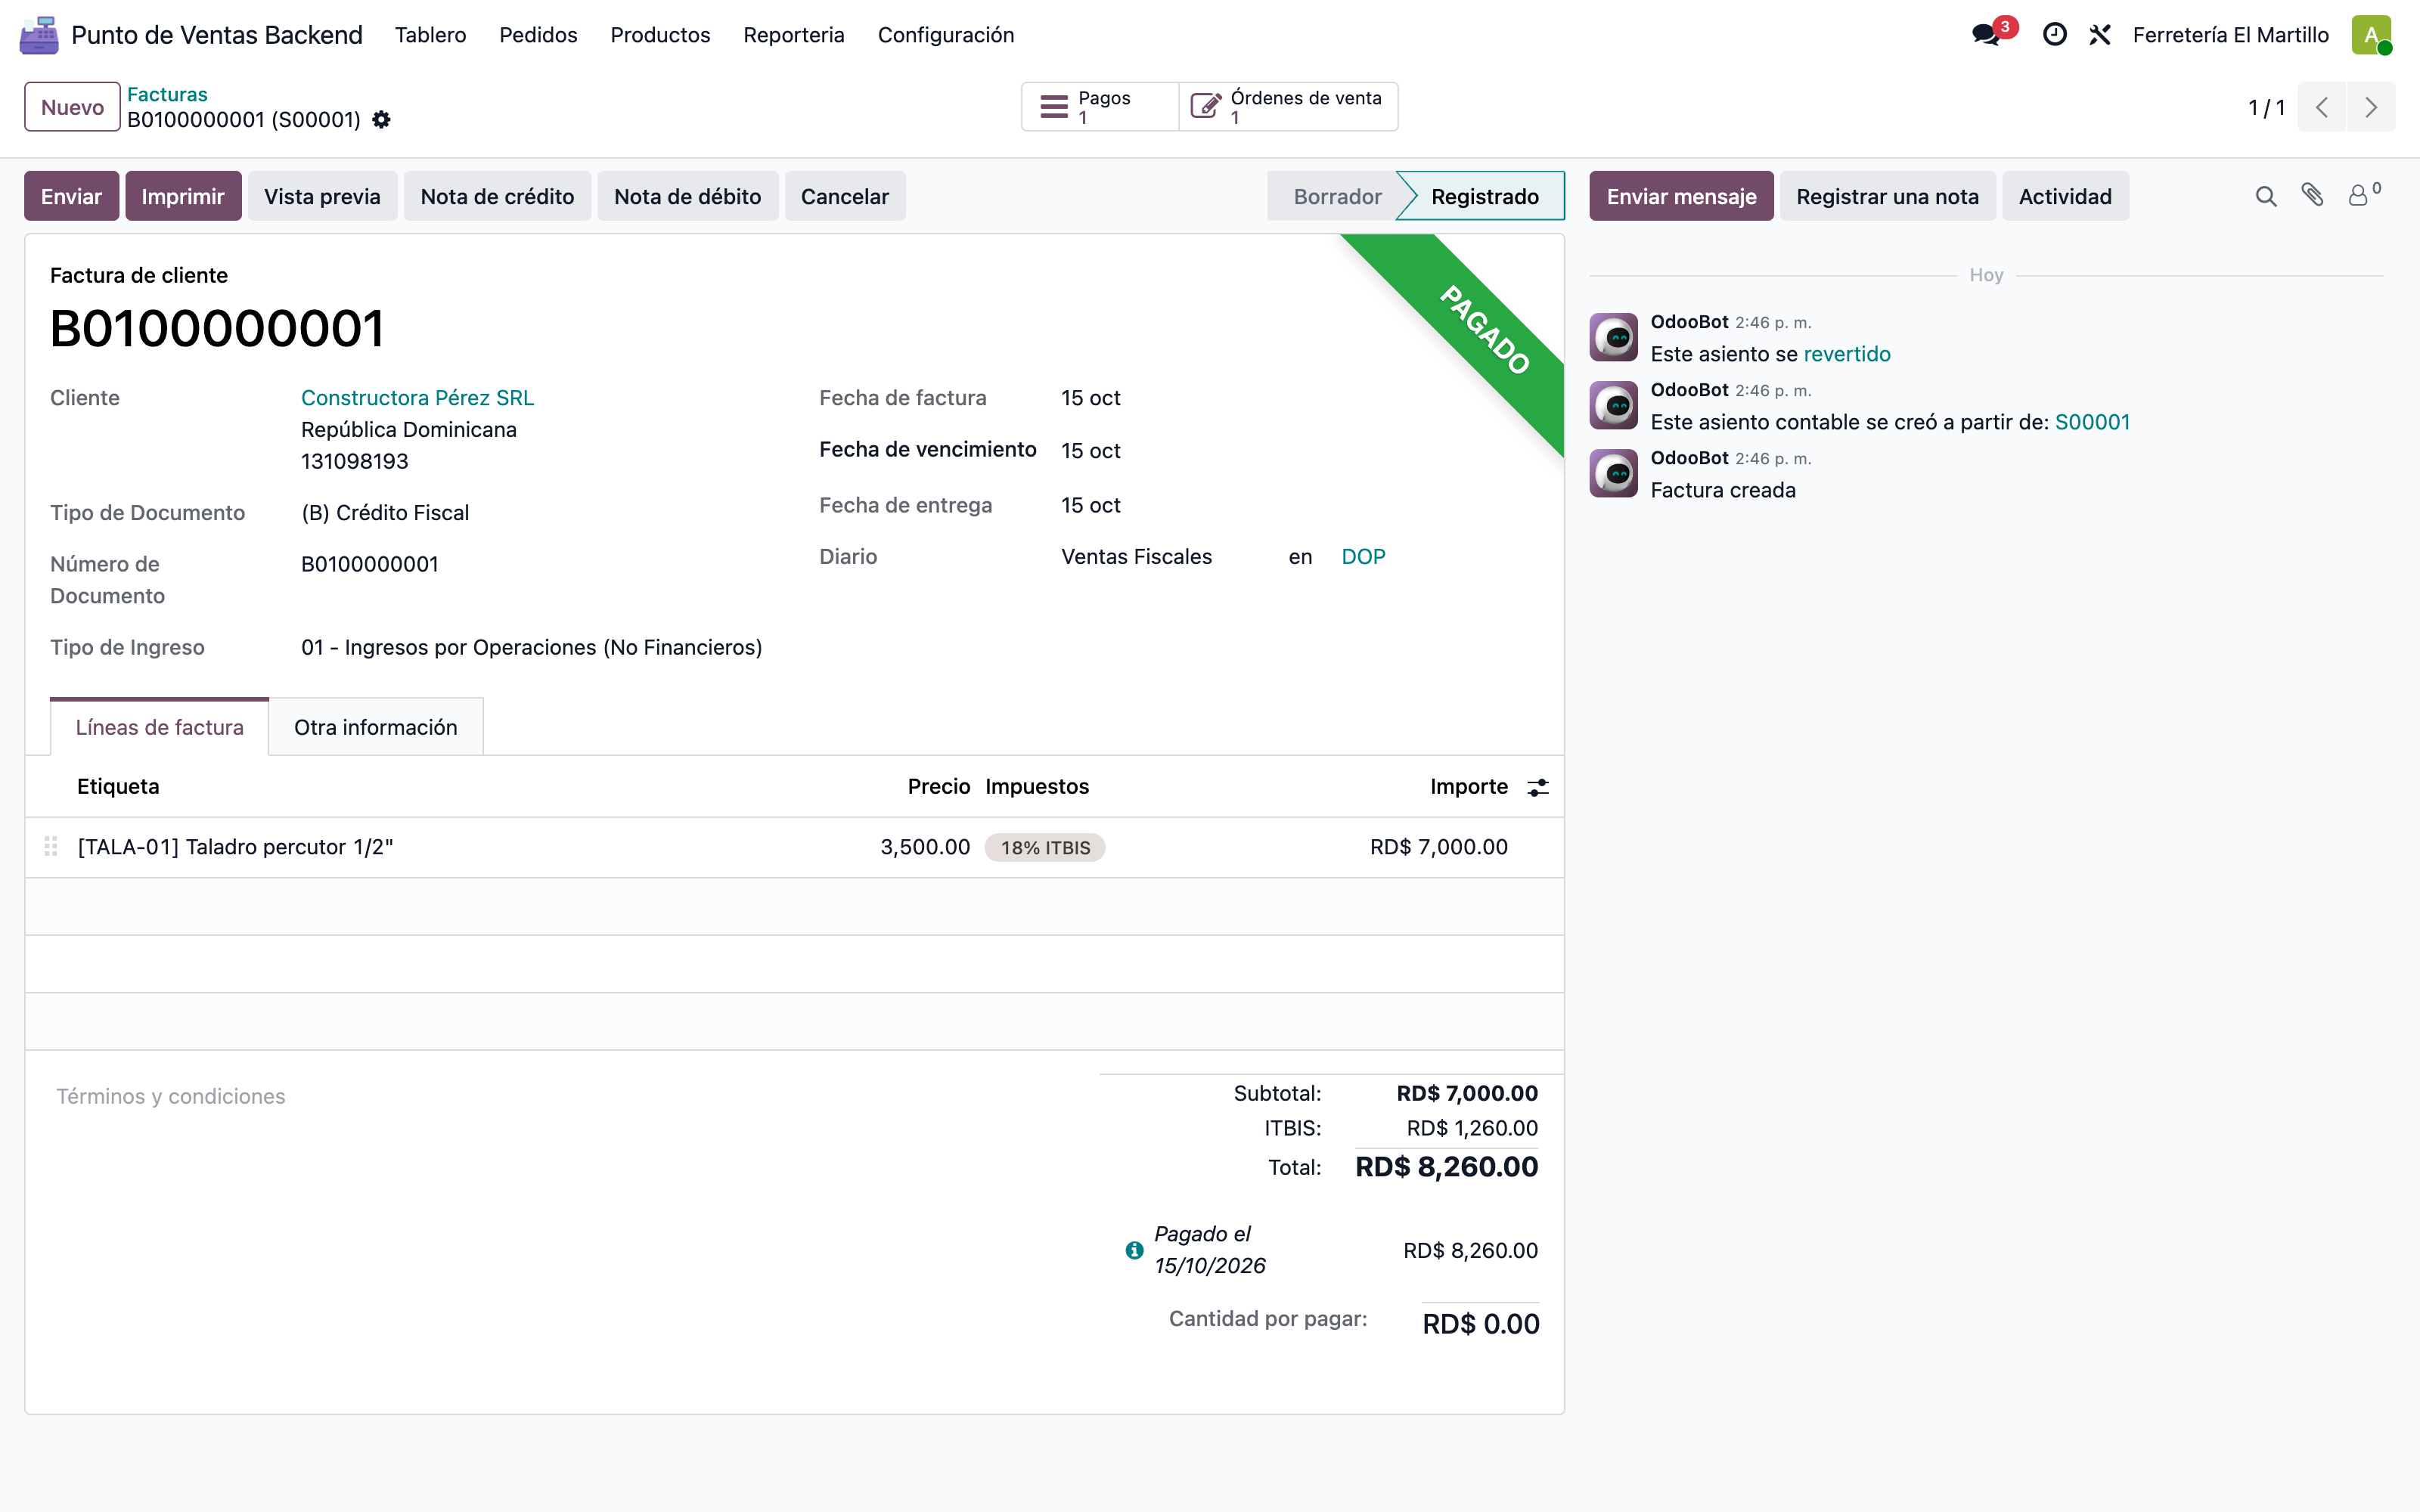 Punto de Ventas Backend Tablero Pedidos Productos Reporteria Configuración 3 Ferretería El Martillo A
Nuevo
Facturas
B0100000001 (S00001)
Pagos
1
Órdenes de venta
1
1 / 1
Enviar Imprimir Vista previa Nota de crédito Nota de débito Cancelar Borrador Registrado
Enviar mensaje Registrar una nota Actividad 0
Factura de cliente
B0100000001
PAGADO
Cliente
Constructora Pérez SRL
República Dominicana
131098193
Tipo de Documento (B) Crédito Fiscal
Número de
Documento
B0100000001
Tipo de Ingreso 01 - Ingresos por Operaciones (No Financieros)
Fecha de factura 15 oct
Fecha de vencimiento 15 oct
Fecha de entrega 15 oct
Diario Ventas Fiscales en DOP
Líneas de factura Otra información
Etiqueta Precio Impuestos Importe
[TALA-01] Taladro percutor 1/2" 3,500.00 18% ITBIS RD$ 7,000.00
Términos y condiciones
Subtotal: RD$ 7,000.00
ITBIS: RD$ 1,260.00
Total: RD$ 8,260.00
Pagado el
15/10/2026
RD$ 8,260.00
Cantidad por pagar: RD$ 0.00
Hoy
OdooBot 2:46 p. m.
Este asiento se revertido
OdooBot 2:46 p. m.
Este asiento contable se creó a partir de: S00001
OdooBot 2:46 p. m.
Factura creada